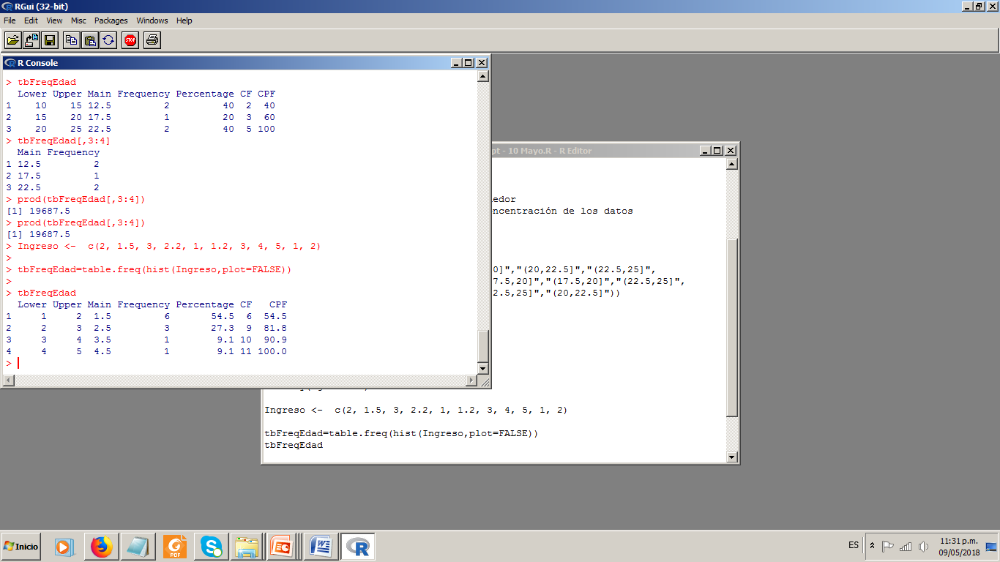 RGui (32-bit)
File Edit View Misc Packages Windows Help
STOP
R Console
> tbFreqEdad
  Lower Upper Main Frequency Percentage CF CPF
1    10    15 12.5         2         40  2  40
2    15    20 17.5         1         20  3  60
3    20    25 22.5         2         40  5 100
> tbFreqEdad[,3:4]
  Main Frequency
1 12.5         2
2 17.5         1
3 22.5         2
> prod(tbFreqEdad[,3:4])
[1] 19687.5
> prod(tbFreqEdad[,3:4])
[1] 19687.5
> Ingreso <-  c(2, 1.5, 3, 2.2, 1, 1.2, 3, 4, 5, 1, 2)
>
> tbFreqEdad=table.freq(hist(Ingreso,plot=FALSE))
>
> tbFreqEdad
  Lower Upper Main Frequency Percentage CF   CPF
1     1     2  1.5         6       54.5  6  54.5
2     2     3  2.5         3       27.3  9  81.8
3     3     4  3.5         1        9.1 10  90.9
4     4     5  4.5         1        9.1 11 100.0
>
pt - 10 Mayo.R - R Editor
edor
ncentración de los datos
0]","(20,22.5]","(22.5,25]",
7.5,20]","(17.5,20]","(22.5,25]",
2.5,25]","(20,22.5]"))
Ingreso <-  c(2, 1.5, 3, 2.2, 1, 1.2, 3, 4, 5, 1, 2)
tbFreqEdad=table.freq(hist(Ingreso,plot=FALSE))
tbFreqEdad
Inicio
PDF
ES
11:31 p.m.
09/05/2018